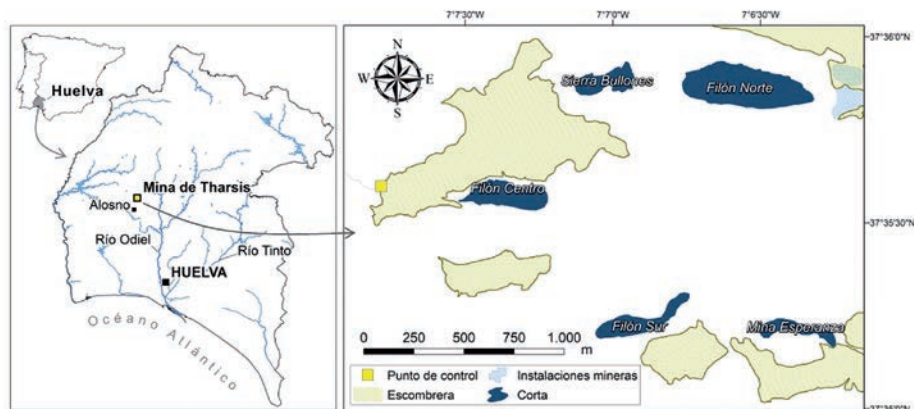 Huelva
Mina de Tharsis
Alosno
Río Odiel
Río Tinto
HUELVA
Océano Atlántico
7°7'30"W
7°7'0"W
7°6'30"W
37°36'0"N
37°35'30"N
N
W
E
S
Sierra Bullones
Filón Norte
Filón Centro
Filón Sur
Mina Esperanza
0 250 500 750 1.000
m
Punto de control
Instalaciones mineras
Escombrera
Corta